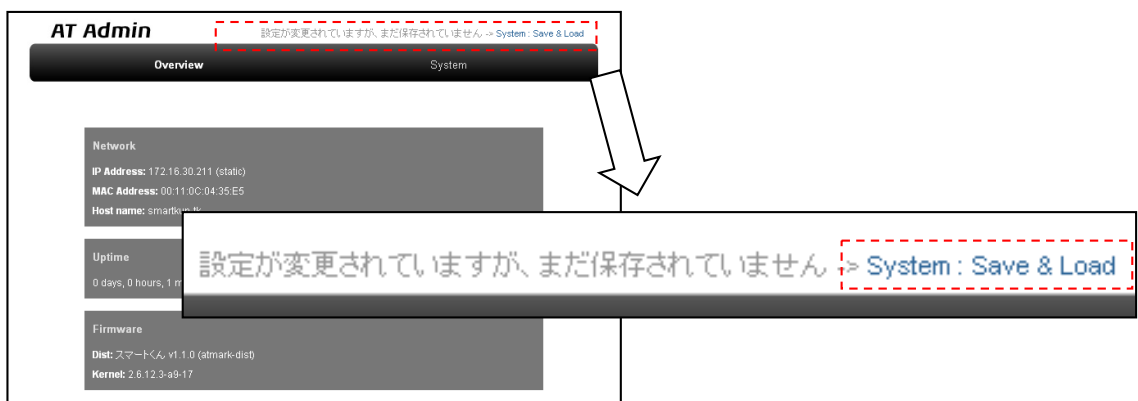 AT Admin
設定が変更されていますが、まだ保存されていません -> System : Save & Load
Overview
System
Network
IP Address: 172.16.30.211 (static)
MAC Address: 00:11:0C:04:35:E5
Host name:
Uptime
0 days, 0 hours, 1
設定が変更されていますが、まだ保存されていません -> System : Save & Load
Firmware
Dist: スマートくん v1.1.0 (atmark-dist)
Kernel: 2.6.12.3-a9-17